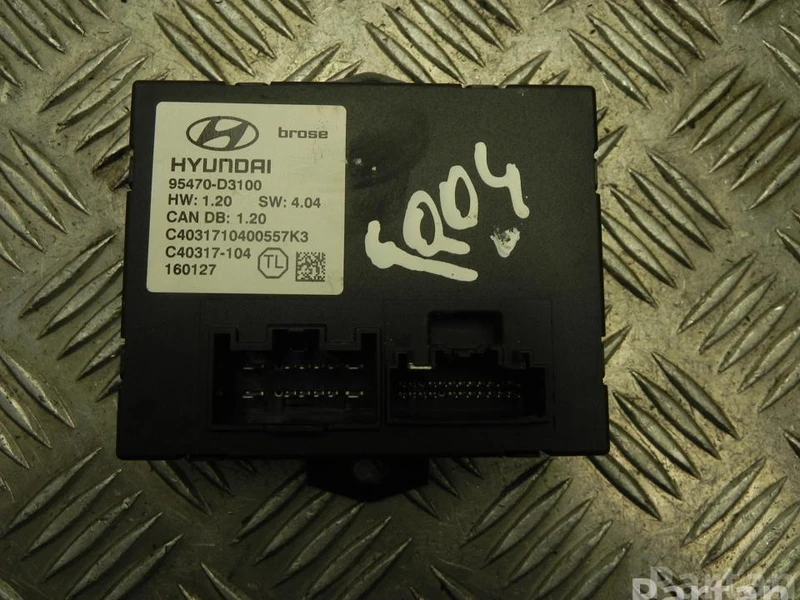 brose
HYUNDAI
95470-D3100
HW: 1.20 SW: 4.04
CAN DB: 1.20
C4031710400557K3
C40317-104
TL
160127